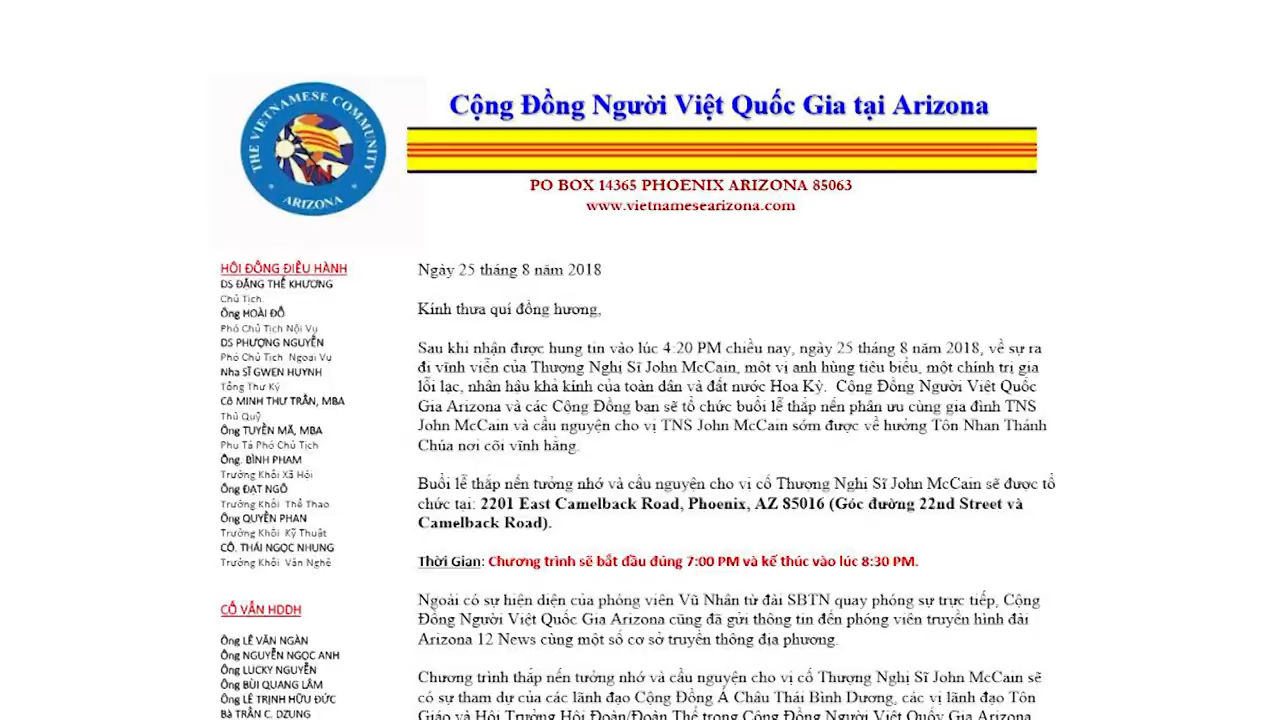 THE VIETNAMESE COMMUNITY
VN
ARIZONA
Cộng Đồng Người Việt Quốc Gia tại Arizona
PO BOX 14365 PHOENIX ARIZONA 85063
www.vietnamesearizona.com
HỘI ĐỒNG ĐIỀU HÀNH
DS ĐẶNG THẾ KHƯƠNG
Chủ Tịch.
Ông HOÀI ĐỖ
Phó Chủ Tịch Nội Vụ
DS PHƯỢNG NGUYỄN
Phó Chủ Tịch Ngoại Vụ
Nha SĨ GWEN HUYNH
Tổng Thư Ký
Cô MINH THƯ TRẦN, MBA
Thủ Quỹ
Ông TUYỀN MÃ, MBA
Phụ Tá Phó Chủ Tịch
Ông. BÌNH PHAM
Trưởng Khối Xã Hội
Ông ĐẠT NGÔ
Trưởng Khối Thể Thao
Ông QUYỀN PHAN
Trưởng Khối Kỹ Thuật
CÔ. THÁI NGỌC NHUNG
Trưởng Khối Văn Nghệ
CỐ VẤN HDDH
Ông LÊ VĂN NGÀN
Ông NGUYỄN NGỌC ANH
Ông LUCKY NGUYỄN
Ông BÙI QUANG LÂM
Ông LÊ TRỊNH HỮU ĐỨC
Bà TRẦN C. DZUNG
Ngày 25 tháng 8 năm 2018
Kính thưa quí đồng hương,
Sau khi nhận được hung tin vào lúc 4:20 PM chiều nay, ngày 25 tháng 8 năm 2018, về sự ra
đi vĩnh viễn của Thượng Nghị Sĩ John McCain, một vị anh hùng tiêu biểu, một chính trị gia
lỗi lạc, nhân hậu khả kính của toàn dân và đất nước Hoa Kỳ. Cộng Đồng Người Việt Quốc
Gia Arizona và các Cộng Đồng bạn sẽ tổ chức buổi lễ thắp nến phân ưu cùng gia đình TNS
John McCain và cầu nguyện cho vị TNS John McCain sớm được về hưởng Tôn Nhan Thánh
Chúa nơi cõi vĩnh hằng.
Buổi lễ thắp nến tưởng nhớ và cầu nguyện cho vị cố Thượng Nghị Sĩ John McCain sẽ được tổ
chức tại: 2201 East Camelback Road, Phoenix, AZ 85016 (Góc đường 22nd Street và
Camelback Road).
Thời Gian: Chương trình sẽ bắt đầu đúng 7:00 PM và kế thúc vào lúc 8:30 PM.
Ngoài có sự hiện diện của phóng viên Vũ Nhân từ đài SBTN quay phóng sự trực tiếp, Cộng
Đồng Người Việt Quốc Gia Arizona cũng đã gửi thông tin đến phóng viên truyền hình đài
Arizona 12 News cùng một số cơ sở truyền thông địa phương.
Chương trình thắp nến tưởng nhớ và cầu nguyện cho vị cố Thượng Nghị Sĩ John McCain sẽ
có sự tham dự của các lãnh đạo Cộng Đồng Á Châu Thái Bình Dương, các vị lãnh đạo Tôn
Giáo và Hội Trưởng Hội Đoàn/Đoàn Thể trong Cộng Đồng Người Việt Quốc Gia Arizona.